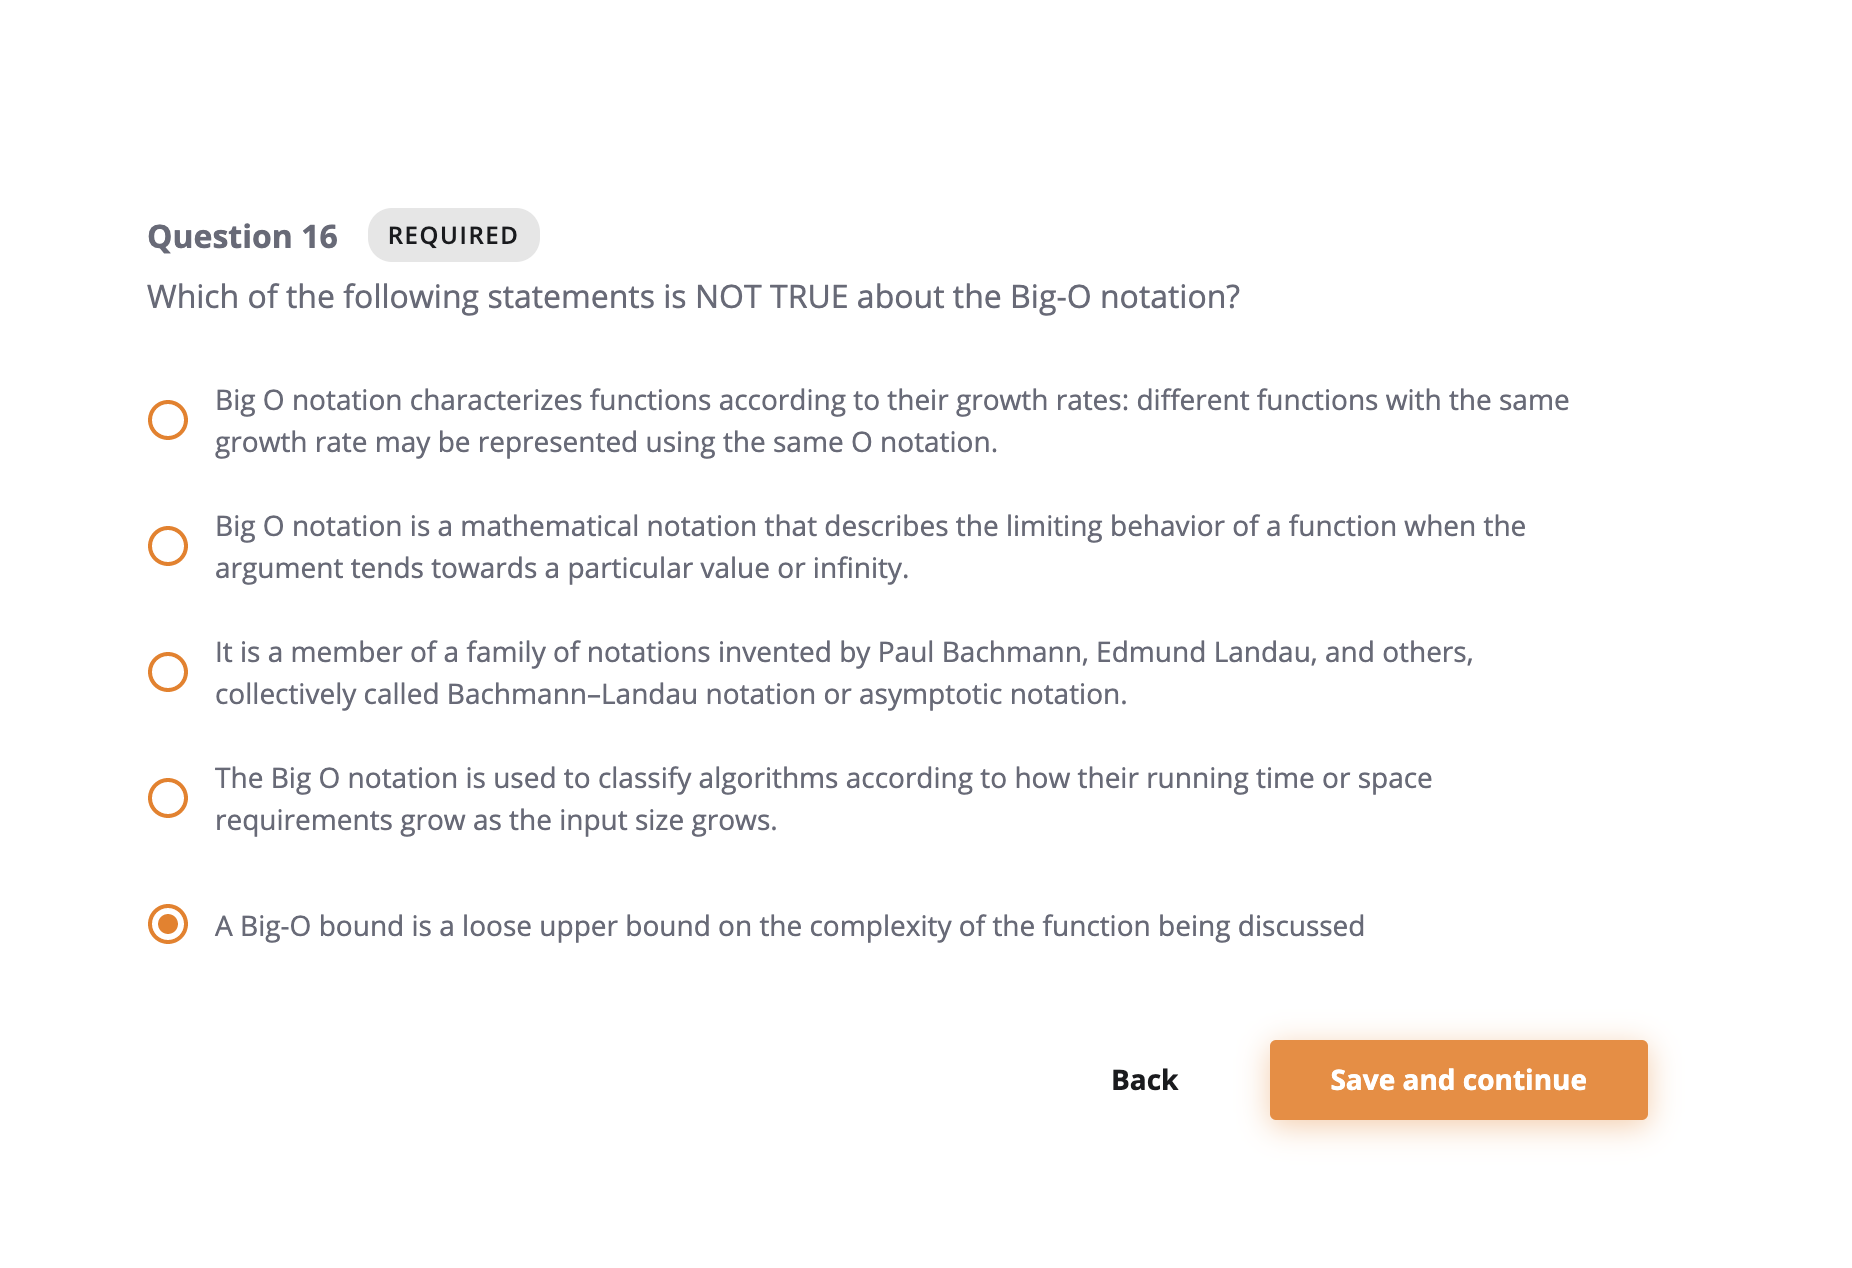 Question 16 REQUIRED
Which of the following statements is NOT TRUE about the Big-O notation?
Big O notation characterizes functions according to their growth rates: different functions with the same
growth rate may be represented using the same O notation.
Big O notation is a mathematical notation that describes the limiting behavior of a function when the
argument tends towards a particular value or infinity.
It is a member of a family of notations invented by Paul Bachmann, Edmund Landau, and others,
collectively called Bachmann–Landau notation or asymptotic notation.
The Big O notation is used to classify algorithms according to how their running time or space
requirements grow as the input size grows.
A Big-O bound is a loose upper bound on the complexity of the function being discussed
Back Save and continue